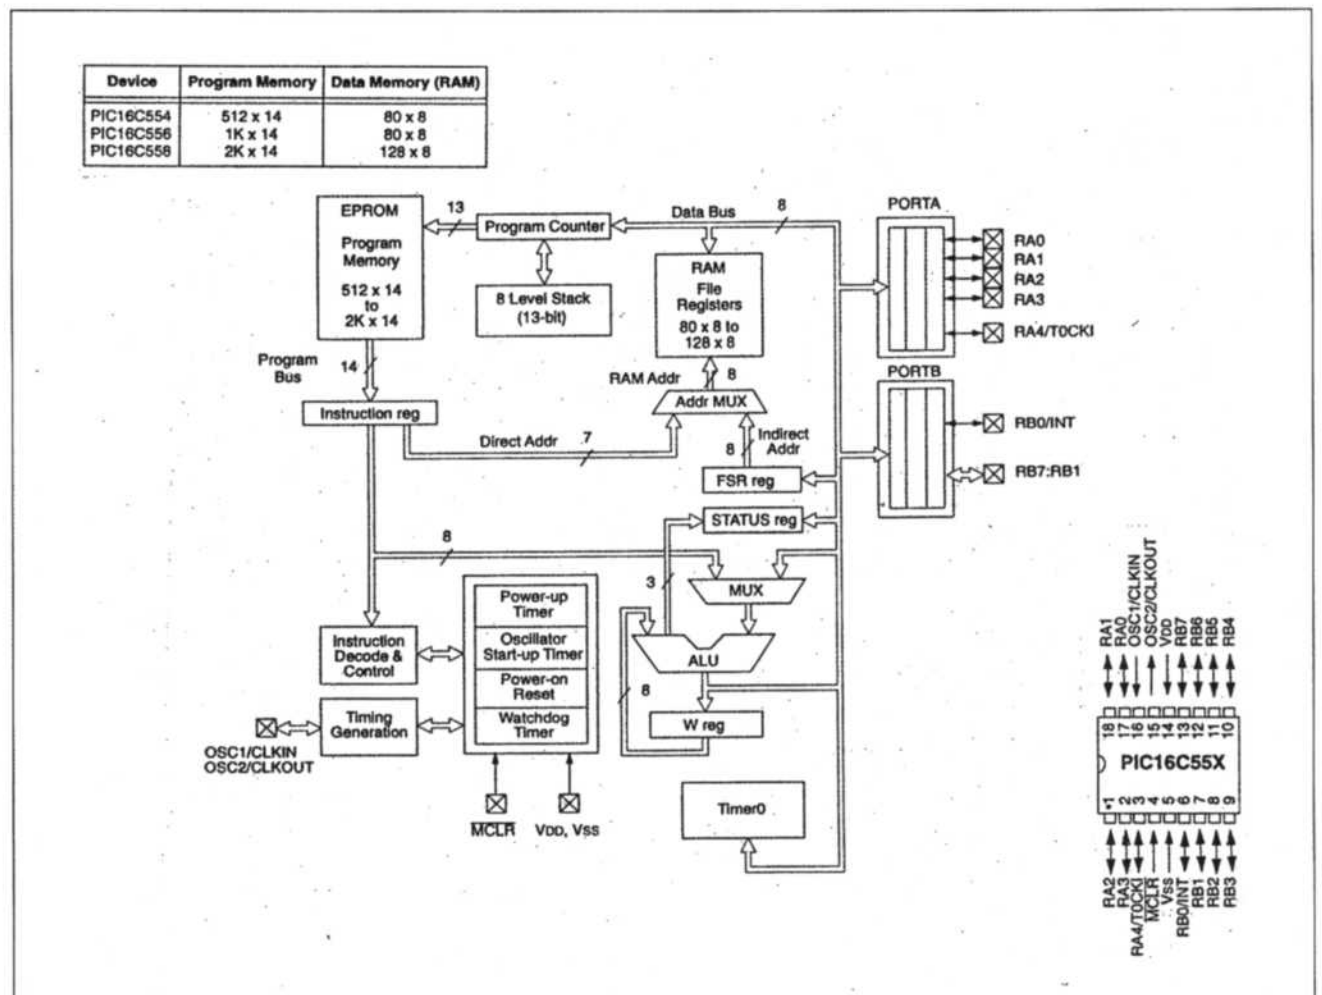 Device Program Memory Data Memory (RAM)
PIC16C554 512 x 14 80 x 8
PIC16C556 1K x 14 80 x 8
PIC16C558 2K x 14 128 x 8
EPROM
Program
Memory
512 x 14
to
2K x 14
13
Program Counter
8 Level Stack
(13-bit)
Data Bus
8
RAM
File
Registers
80 x 8 to
128 x 8
PORTA
RA0
RA1
RA2
RA3
RA4/T0CKI
Program
Bus
14
RAM Addr
8
Addr MUX
PORTB
RB0/INT
RB7:RB1
Instruction reg
Direct Addr
7
8
Indirect
Addr
FSR reg
STATUS reg
8
3
MUX
Power-up
Timer
Oscillator
Start-up Timer
Power-on
Reset
Watchdog
Timer
Instruction
Decode &
Control
Timing
Generation
OSC1/CLKIN
OSC2/CLKOUT
ALU
8
W reg
MCLR
VDD, VSS
Timer0
RA1
RA0
OSC1/CLKIN
OSC2/CLKOUT
VDD
RB7
RB6
RB5
RB4
18 17 16 15 14 13 12 11 10
PIC16C55X
1 2 3 4 5 6 7 8 9
RA2
RA3
RA4/T0CKI
MCLR
VSS
RB0/INT
RB1
RB2
RB3